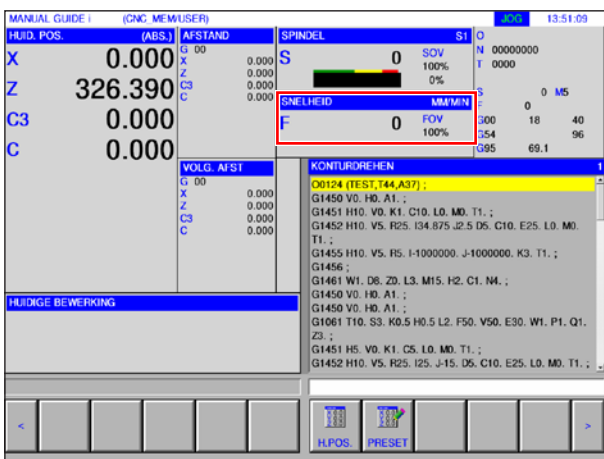 MANUAL GUIDE i (CNC_MEM/USER) JOG 13:51:09
HUID. POS. (ABS.)
X 0.000
Z 326.390
C3 0.000
C 0.000
AFSTAND
G 00
X 0.000
Z 0.000
C3 0.000
C 0.000
VOLG. AFST
G 00
X 0.000
Z 0.000
C3 0.000
C 0.000
SPINDEL S1
S 0 SOV
100%
0%
SNELHEID MM/MIN
F 0 FOV
100%
O
N 00000000
T 0000
S 0 M5
F 0
G00 18 40
G54 96
G95 69.1
HUIDIGE BEWERKING
KONTURDREHEN 1
O0124 (TEST,T44,A37) ;
G1450 V0. H0. A1. ;
G1451 H10. V0. K1. C10. L0. M0. T1. ;
G1452 H10. V5. R25. I34.875 J2.5 D5. C10. E25. L0. M0.
T1. ;
G1455 H10. V5. R5. I-1000000. J-1000000. K3. T1. ;
G1456 ;
G1461 W1. D6. Z0. L3. M15. H2. C1. N4. ;
G1450 V0. H0. A1. ;
G1450 V0. H0. A1. ;
G1061 T10. S3. K0.5 H0.5 L2. F50. V50. E30. W1. P1. Q1.
Z3. ;
G1451 H5. V0. K1. C5. L0. M0. T1. ;
G1452 H10. V5. R25. I25. J-15. D5. C10. E25. L0. M0. T1. ;
< H.POS. PRESET >